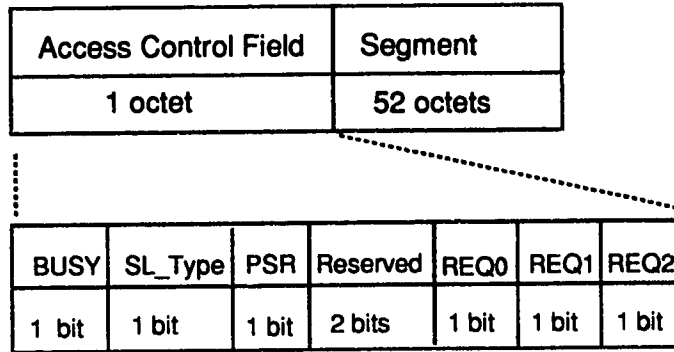 Access Control Field Segment
1 octet 52 octets
BUSY SL_Type PSR Reserved REQ0 REQ1 REQ2
1 bit 1 bit 1 bit 2 bits 1 bit 1 bit 1 bit